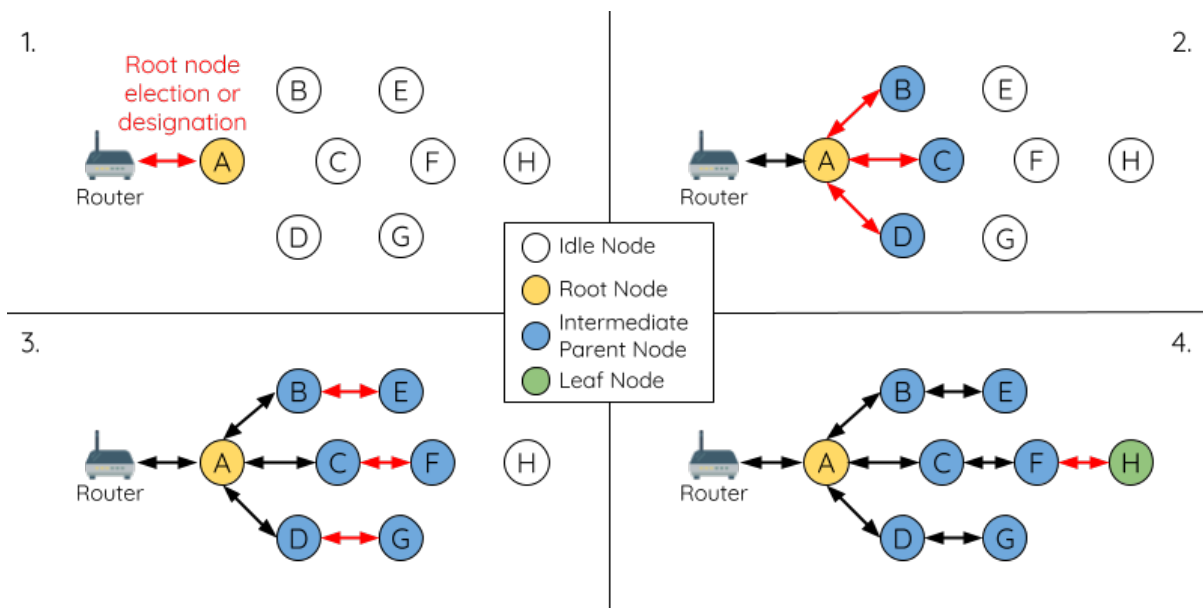 1.
Root node
election or
designation
Router
A
B
E
C
F
H
D
G
2.
Router
A
B
E
C
F
H
D
G
Idle Node
Root Node
Intermediate
Parent Node
Leaf Node
3.
Router
A
B
E
C
F
H
D
G
4.
Router
A
B
E
C
F
H
D
G